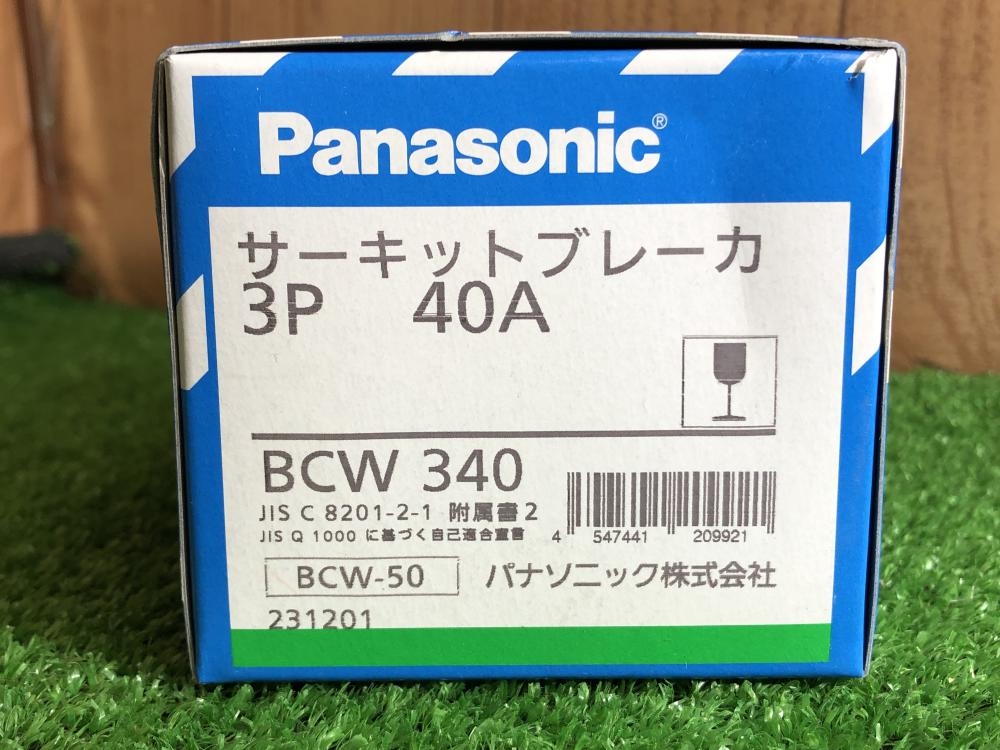 Panasonic®
サーキットブレーカ
3P 40A
BCW 340
JIS C 8201-2-1 附属書2
JIS Q 1000 に基づく自己適合宣言
4 547441 209921
BCW-50 パナソニック株式会社
231201